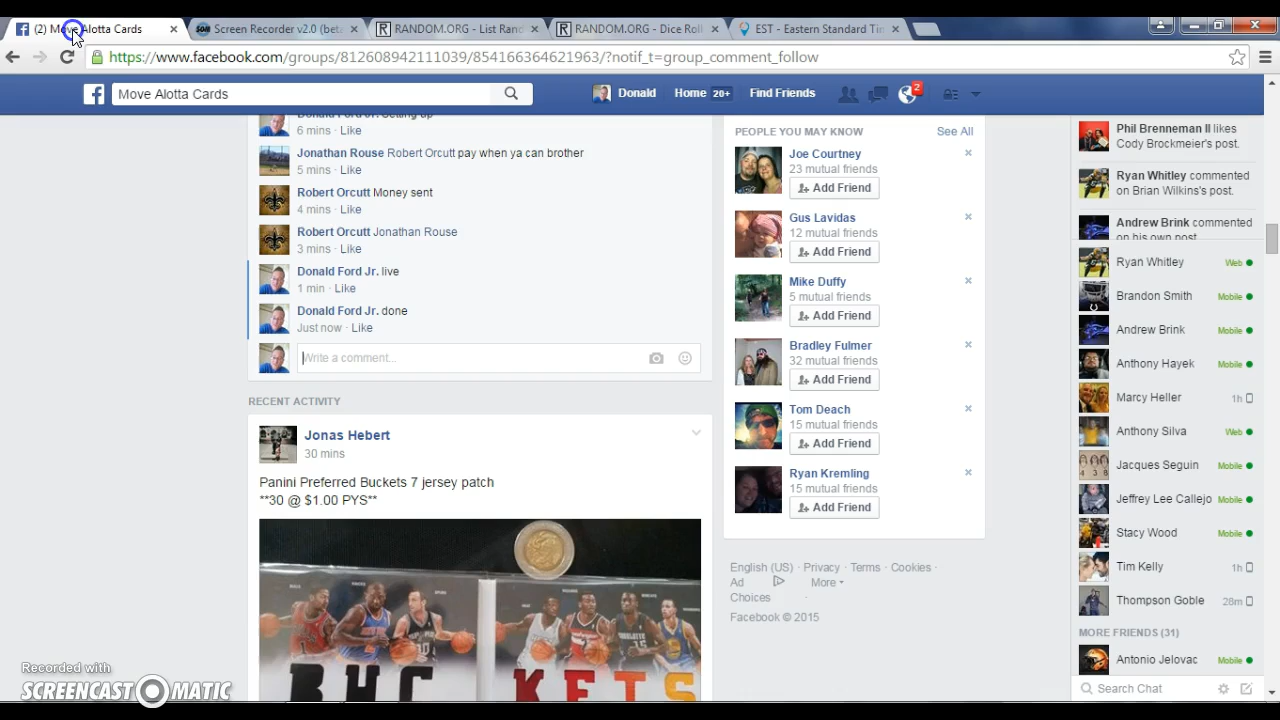 (2) Move Alotta Cards
Screen Recorder v2.0 (beta
RANDOM.ORG - List Ran
RANDOM.ORG - Dice Roll
EST - Eastern Standard Tim
https://www.facebook.com/groups/812608942111039/854166364621963/?notif_t=group_comment_follow
Move Alotta Cards
Donald
Home 20+
Find Friends
2
Donald Ford Jr. Setting up
6 mins · Like
Jonathan Rouse Robert Orcutt pay when ya can brother
5 mins · Like
Robert Orcutt Money sent
4 mins · Like
Robert Orcutt Jonathan Rouse
3 mins · Like
Donald Ford Jr. live
1 min · Like
Donald Ford Jr. done
Just now · Like
Write a comment...
RECENT ACTIVITY
Jonas Hebert
30 mins
Panini Preferred Buckets 7 jersey patch
**30 @ $1.00 PYS**
BUC
KETS
PEOPLE YOU MAY KNOW
See All
Joe Courtney
23 mutual friends
Add Friend
Gus Lavidas
12 mutual friends
Add Friend
Mike Duffy
5 mutual friends
Add Friend
Bradley Fulmer
32 mutual friends
Add Friend
Tom Deach
15 mutual friends
Add Friend
Ryan Kremling
15 mutual friends
Add Friend
English (US) · Privacy · Terms · Cookies ·
Ad More
Choices ·
Facebook © 2015
Phil Brenneman II likes
Cody Brockmeier's post.
Ryan Whitley commented
on Brian Wilkins's post.
Andrew Brink commented
on his own post.
Ryan Whitley Web
Brandon Smith Mobile
Andrew Brink Mobile
Anthony Hayek Mobile
Marcy Heller 1h
Anthony Silva Web
Jacques Seguin Mobile
Jeffrey Lee Callejo Mobile
Stacy Wood Mobile
Tim Kelly 1h
Thompson Goble 28m
MORE FRIENDS (31)
Antonio Jelovac Mobile
Search Chat
Recorded with
SCREENCAST O MATIC